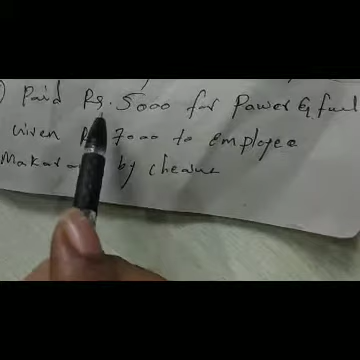 ) Paid Rs. 5000 for Power & fuel
Given 7000 to Employee
by Cheque